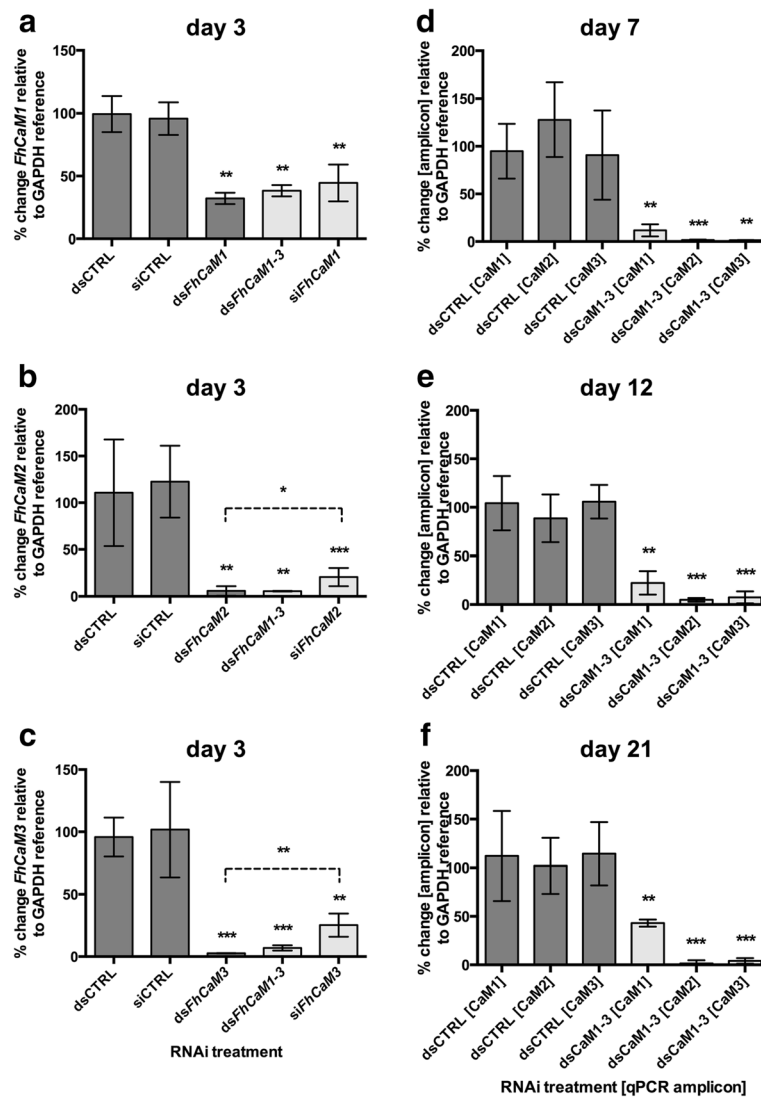 a
day 3
% change FhCaM1 relative
to GAPDH reference
150
100
50
0
**
**
**
dsCTRL
siCTRL
dsFhCaM1
dsFhCaM1-3
siFhCaM1
b
day 3
% change FhCaM2 relative
to GAPDH reference
200
150
100
50
0
*
**
**
***
dsCTRL
siCTRL
dsFhCaM2
dsFhCaM1-3
siFhCaM2
c
day 3
% change FhCaM3 relative
to GAPDH reference
150
100
50
0
**
***
***
**
dsCTRL
siCTRL
dsFhCaM3
dsFhCaM1-3
siFhCaM3
RNAi treatment
d
day 7
% change [amplicon] relative
to GAPDH reference
200
150
100
50
0
**
***
**
dsCTRL [CaM1]
dsCTRL [CaM2]
dsCTRL [CaM3]
dsCaM1-3 [CaM1]
dsCaM1-3 [CaM2]
dsCaM1-3 [CaM3]
e
day 12
% change [amplicon] relative
to GAPDH reference
200
150
100
50
0
**
***
***
dsCTRL [CaM1]
dsCTRL [CaM2]
dsCTRL [CaM3]
dsCaM1-3 [CaM1]
dsCaM1-3 [CaM2]
dsCaM1-3 [CaM3]
f
day 21
% change [amplicon] relative
to GAPDH reference
200
150
100
50
0
**
***
***
dsCTRL [CaM1]
dsCTRL [CaM2]
dsCTRL [CaM3]
dsCaM1-3 [CaM1]
dsCaM1-3 [CaM2]
dsCaM1-3 [CaM3]
RNAi treatment [qPCR amplicon]